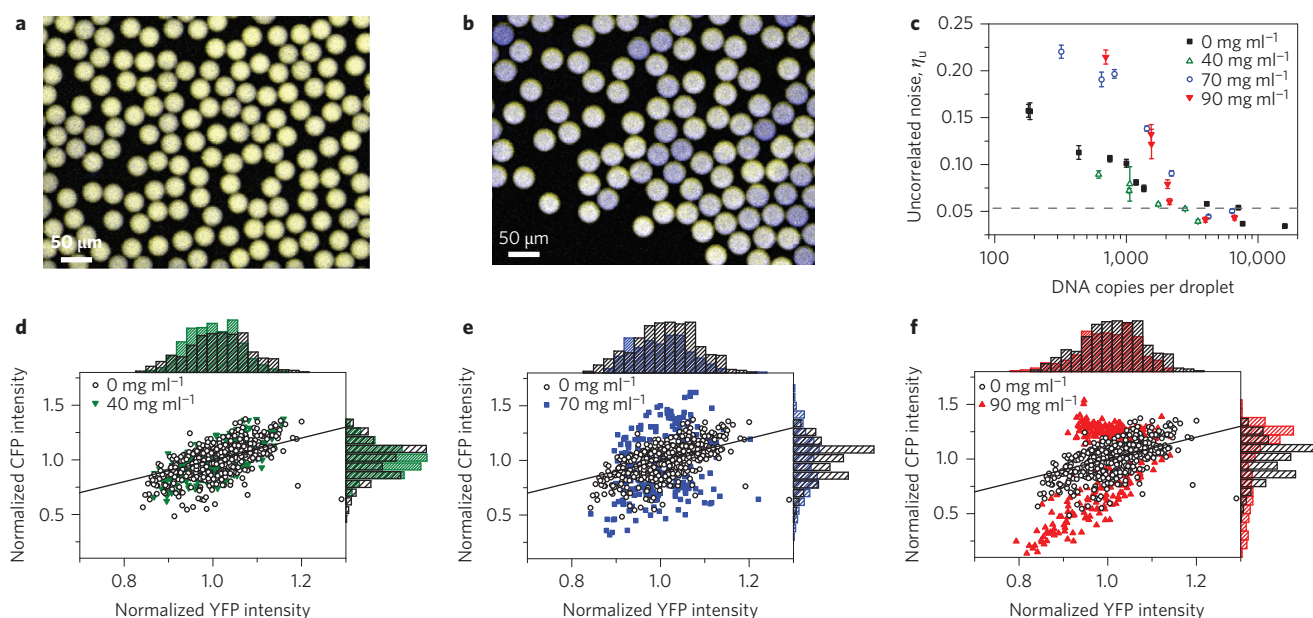 a
50 μm
b
50 μm
c
Uncorrelated noise, ηu
0.25
0.20
0.15
0.10
0.05
100
1,000
10,000
DNA copies per droplet
0 mg ml⁻¹
40 mg ml⁻¹
70 mg ml⁻¹
90 mg ml⁻¹
d
Normalized CFP intensity
1.5
1.0
0.5
0 mg ml⁻¹
40 mg ml⁻¹
0.8
1.0
1.2
Normalized YFP intensity
e
Normalized CFP intensity
1.5
1.0
0.5
0 mg ml⁻¹
70 mg ml⁻¹
0.8
1.0
1.2
Normalized YFP intensity
f
Normalized CFP intensity
1.5
1.0
0.5
0 mg ml⁻¹
90 mg ml⁻¹
0.8
1.0
1.2
Normalized YFP intensity